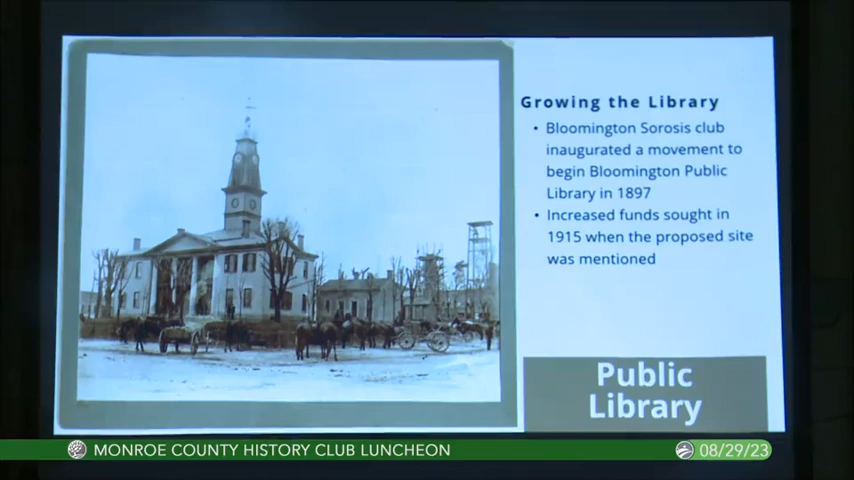 Growing the Library
• Bloomington Sorosis club
inaugurated a movement to
begin Bloomington Public
Library in 1897
• Increased funds sought in
1915 when the proposed site
was mentioned
Public
Library
MONROE COUNTY HISTORY CLUB LUNCHEON
08/29/23